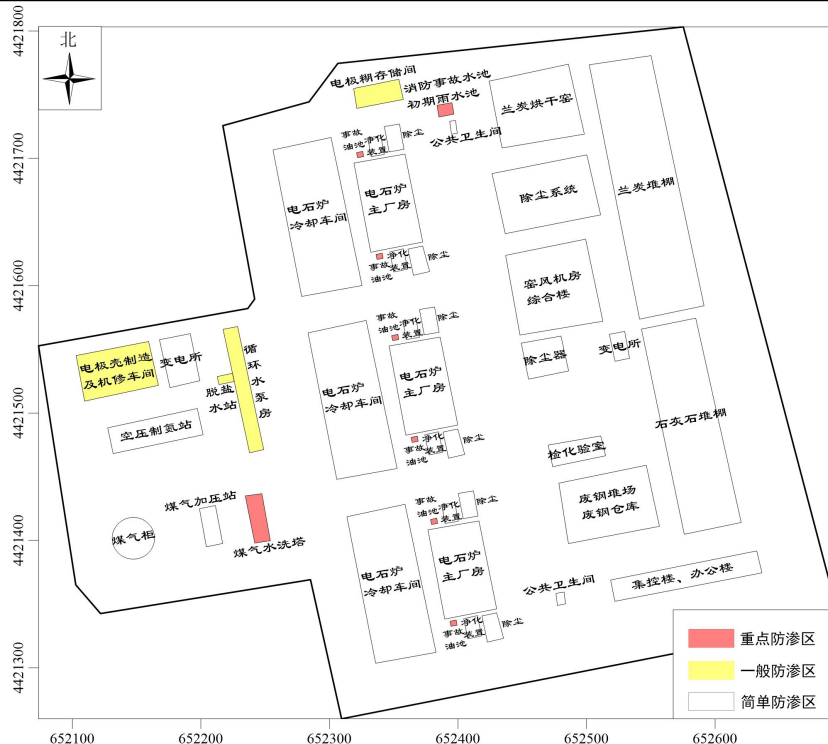 4421800
4421700
4421600
4421500
4421400
4421300
北
电极糊存储间
消防事故水池
初期雨水池
公共卫生间
兰炭烘干窑
兰炭堆棚
事故
油池
净化
装置
除尘
电石炉
冷却车间
电石炉
主厂房
除尘系统
净化
装置
事故
油池
除尘
窑风机房
综合楼
电极壳制造
及机修车间
变电所
循环水泵房
脱盐
水站
空压制氮站
事故
油池
净化
装置
除尘
电石炉
冷却车间
电石炉
主厂房
除尘器
变电所
石灰石堆棚
净化
装置
事故
油池
除尘
检化验室
废钢堆场
废钢仓库
煤气加压站
煤气柜
煤气水洗塔
事故
油池
净化
装置
除尘
电石炉
冷却车间
电石炉
主厂房
公共卫生间
集控楼、办公楼
净化
装置
事故
油池
除尘
重点防渗区
一般防渗区
简单防渗区
652100
652200
652300
652400
652500
652600